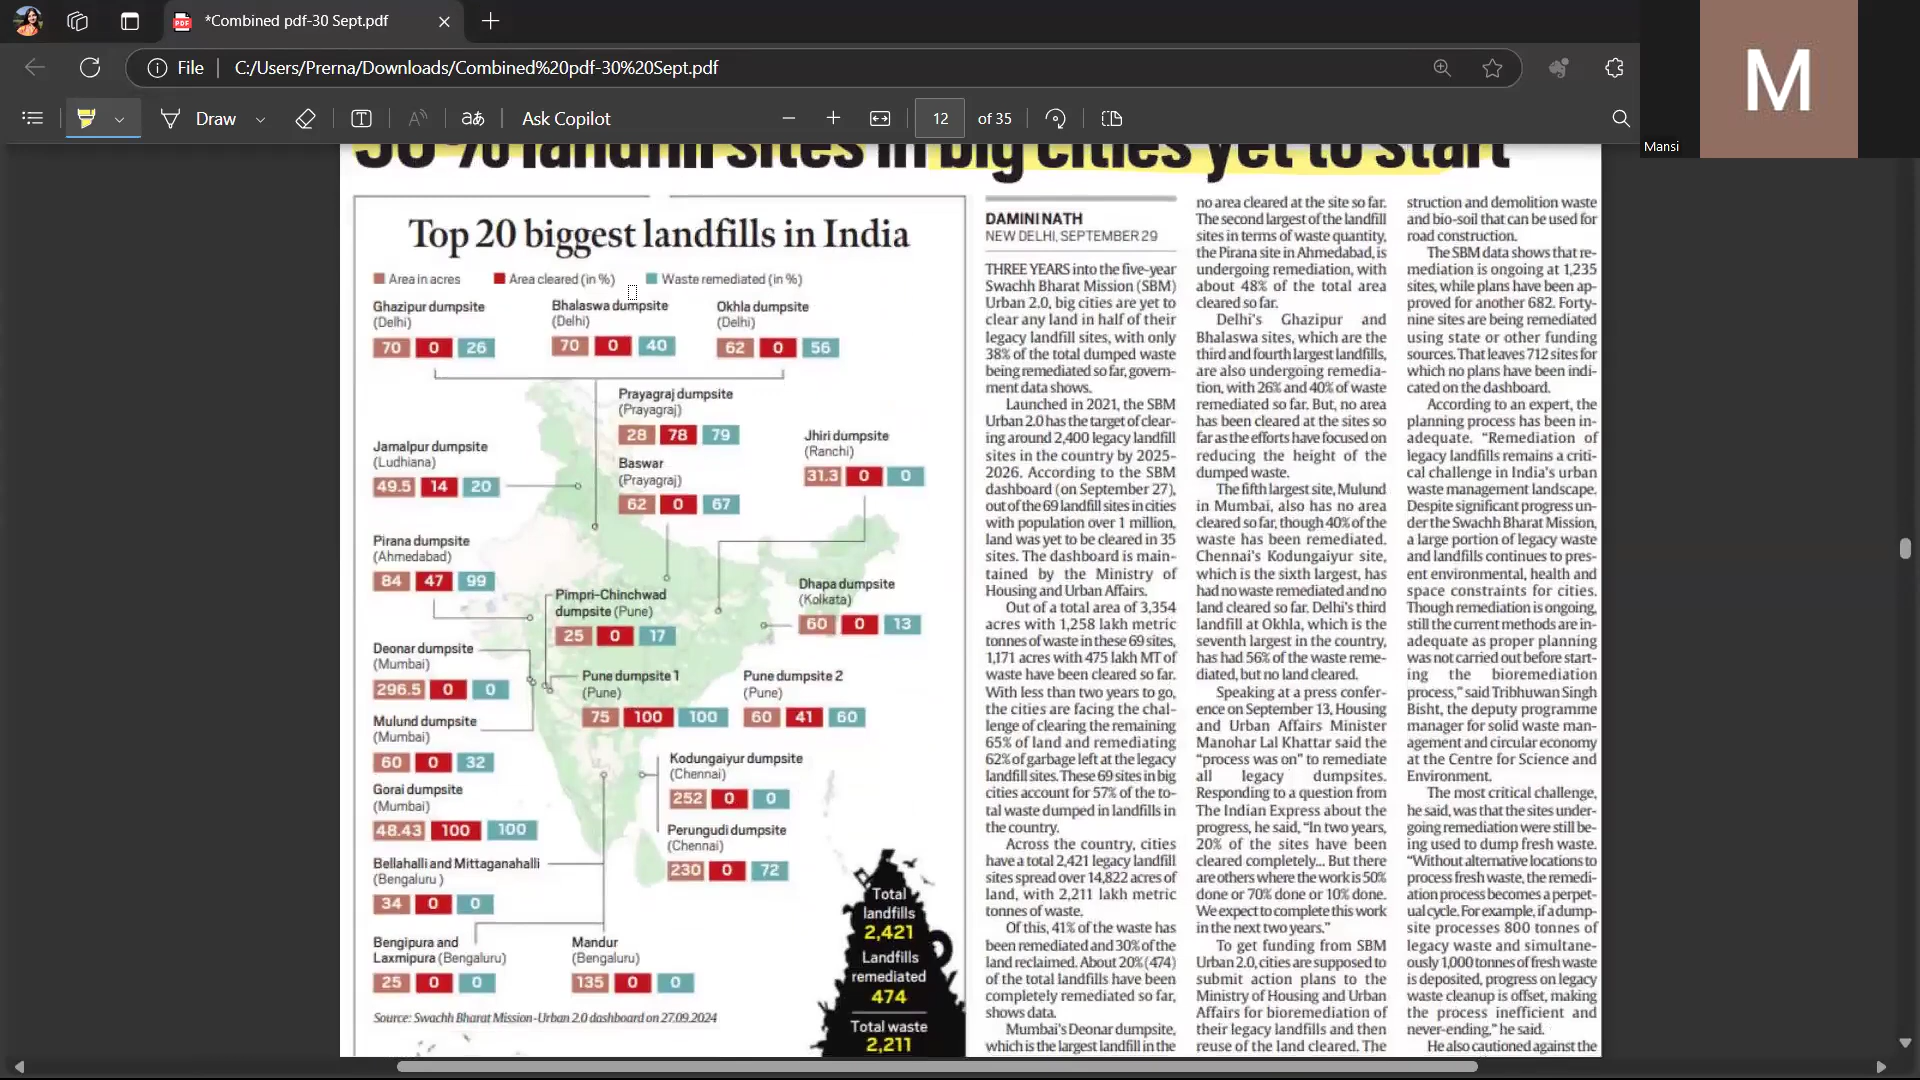 *Combined pdf-30 Sept.pdf
File
C:/Users/Prerna/Downloads/Combined%20pdf-30%20Sept.pdf
Draw
Ask Copilot
12 of 35
M
Mansi
50% landfill sites in big cities yet to start
Top 20 biggest landfills in India
Area in acres
Area cleared (in %)
Waste remediated (in %)
Ghazipur dumpsite
(Delhi)
70 0 26
Bhalaswa dumpsite
(Delhi)
70 0 40
Okhla dumpsite
(Delhi)
62 0 56
Prayagraj dumpsite
(Prayagraj)
28 78 79
Jamalpur dumpsite
(Ludhiana)
49.5 14 20
Baswar
(Prayagraj)
62 0 67
Jhiri dumpsite
(Ranchi)
31.3 0 0
Pirana dumpsite
(Ahmedabad)
84 47 99
Pimpri-Chinchwad
dumpsite (Pune)
25 0 17
Dhapa dumpsite
(Kolkata)
60 0 13
Deonar dumpsite
(Mumbai)
296.5 0 0
Pune dumpsite 1
(Pune)
75 100 100
Pune dumpsite 2
(Pune)
60 41 60
Mulund dumpsite
(Mumbai)
60 0 32
Kodungaiyur dumpsite
(Chennai)
252 0 0
Gorai dumpsite
(Mumbai)
48.43 100 100
Perungudi dumpsite
(Chennai)
230 0 72
Bellahalli and Mittaganahalli
(Bengaluru )
34 0 0
Bengipura and
Laxmipura (Bengaluru)
25 0 0
Mandur
(Bengaluru)
135 0 0
Total
landfills
2,421
Landfills
remediated
474
Total waste
2,211
Source: Swachh Bharat Mission-Urban 2.0 dashboard on 27.09.2024
DAMINI NATH
NEW DELHI, SEPTEMBER 29
THREE YEARS into the five-year
Swachh Bharat Mission (SBM)
Urban 2.0, big cities are yet to
clear any land in half of their
legacy landfill sites, with only
38% of the total dumped waste
being remediated so far, govern-
ment data shows.
Launched in 2021, the SBM
Urban 2.0 has the target of clear-
ing around 2,400 legacy landfill
sites in the country by 2025-
2026. According to the SBM
dashboard (on September 27),
out of the 69 landfill sites in cities
with population over 1 million,
land was yet to be cleared in 35
sites. The dashboard is main-
tained by the Ministry of
Housing and Urban Affairs.
Out of a total area of 3,354
acres with 1,258 lakh metric
tonnes of waste in these 69 sites,
1,171 acres with 475 lakh MT of
waste have been cleared so far.
With less than two years to go,
the cities are facing the chal-
lenge of clearing the remaining
65% of land and remediating
62% of garbage left at the legacy
landfill sites. These 69 sites in big
cities account for 57% of the to-
tal waste dumped in landfills in
the country.
Across the country, cities
have a total 2,421 legacy landfill
sites spread over 14,822 acres of
land, with 2,211 lakh metric
tonnes of waste.
Of this, 41% of the waste has
been remediated and 30% of the
land reclaimed. About 20% (474)
of the total landfills have been
completely remediated so far,
shows data.
Mumbai's Deonar dumpsite,
which is the largest landfill in the
no area cleared at the site so far.
The second largest of the landfill
sites in terms of waste quantity,
the Pirana site in Ahmedabad, is
undergoing remediation, with
about 48% of the total area
cleared so far.
Delhi's Ghazipur and
Bhalaswa sites, which are the
third and fourth largest landfills,
are also undergoing remedia-
tion, with 26% and 40% of waste
remediated so far. But, no area
has been cleared at the sites so
far as the efforts have focused on
reducing the height of the
dumped waste.
The fifth largest site, Mulund
in Mumbai, also has no area
cleared so far, though 40% of the
waste has been remediated.
Chennai's Kodungaiyur site,
which is the sixth largest, has
had no waste remediated and no
land cleared so far. Delhi's third
landfill at Okhla, which is the
seventh largest in the country,
has had 56% of the waste reme-
diated, but no land cleared.
Speaking at a press confer-
ence on September 13, Housing
and Urban Affairs Minister
Manohar Lal Khattar said the
"process was on" to remediate
all legacy dumpsites.
Responding to a question from
The Indian Express about the
progress, he said, "In two years,
20% of the sites have been
cleared completely... But there
are others where the work is 50%
done or 70% done or 10% done.
We expect to complete this work
in the next two years."
To get funding from SBM
Urban 2.0, cities are supposed to
submit action plans to the
Ministry of Housing and Urban
Affairs for bioremediation of
their legacy landfills and then
reuse of the land cleared. The
struction and demolition waste
and bio-soil that can be used for
road construction.
The SBM data shows that re-
mediation is ongoing at 1,235
sites, while plans have been ap-
proved for another 682. Forty-
nine sites are being remediated
using state or other funding
sources. That leaves 712 sites for
which no plans have been indi-
cated on the dashboard.
According to an expert, the
planning process has been in-
adequate. "Remediation of
legacy landfills remains a criti-
cal challenge in India's urban
waste management landscape.
Despite significant progress un-
der the Swachh Bharat Mission,
a large portion of legacy waste
and landfills continues to pres-
ent environmental, health and
space constraints for cities.
Though remediation is ongoing,
still the current methods are in-
adequate as proper planning
was not carried out before start-
ing the bioremediation
process," said Tribhuwan Singh
Bisht, the deputy programme
manager for solid waste man-
agement and circular economy
at the Centre for Science and
Environment.
The most critical challenge,
he said, was that the sites under-
going remediation were still be-
ing used to dump fresh waste.
"Without alternative locations to
process fresh waste, the remedi-
ation process becomes a perpet-
ual cycle. For example, if a dump-
site processes 800 tonnes of
legacy waste and simultane-
ously 1,000 tonnes of fresh waste
is deposited, progress on legacy
waste cleanup is offset, making
the process inefficient and
never-ending," he said.
He also cautioned against the